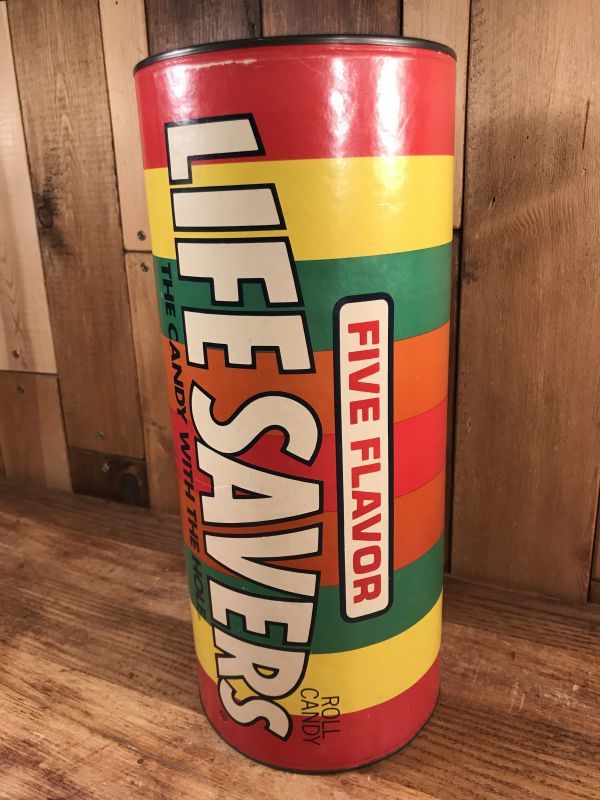 FIVE FLAVOR
LIFE SAVERS®
THE CANDY WITH THE HOLE
ROLL
CANDY